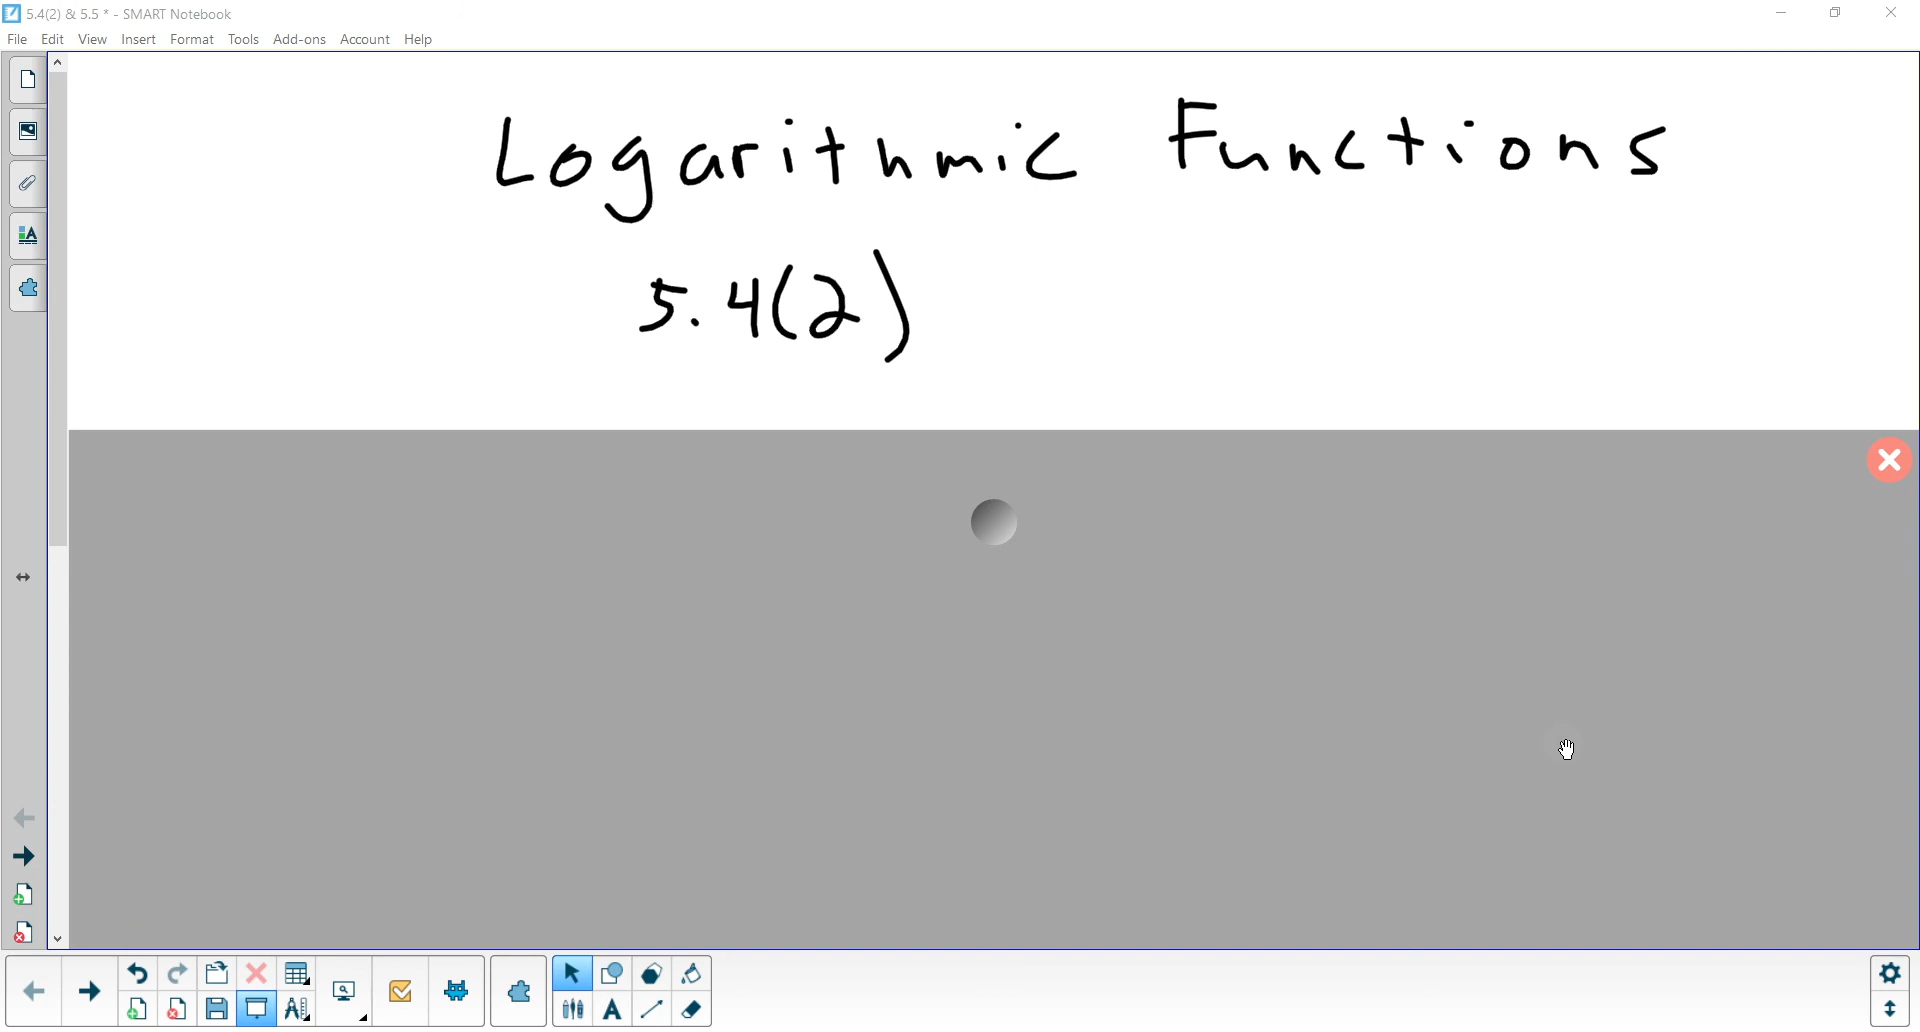 5.4(2) & 5.5 * - SMART Notebook
File Edit View Insert Format Tools Add-ons Account Help
Logarithmic Functions
5.4(2)